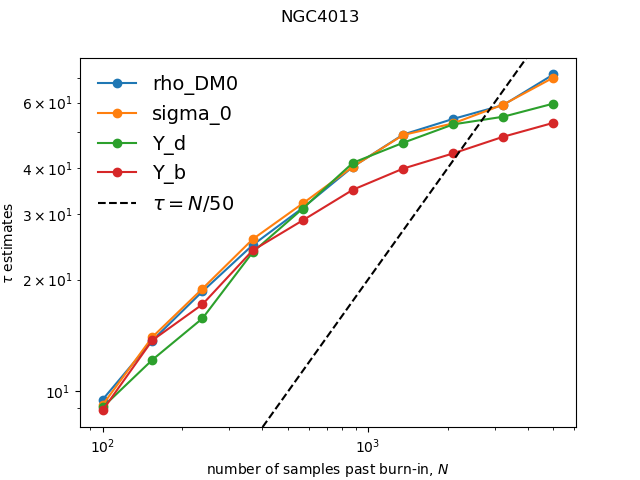 NGC4013
rho_DM0
sigma_0
Y_d
Y_b
τ = N/50
6 × 10¹
4 × 10¹
3 × 10¹
2 × 10¹
10¹
τ estimates
10² 10³
number of samples past burn-in, N